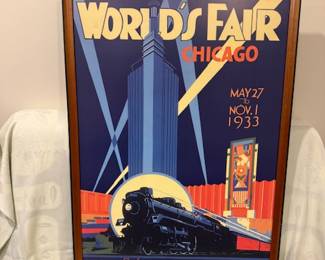 WORLD'S FAIR
CHICAGO
MAY 27
TO
NOV. 1
1933